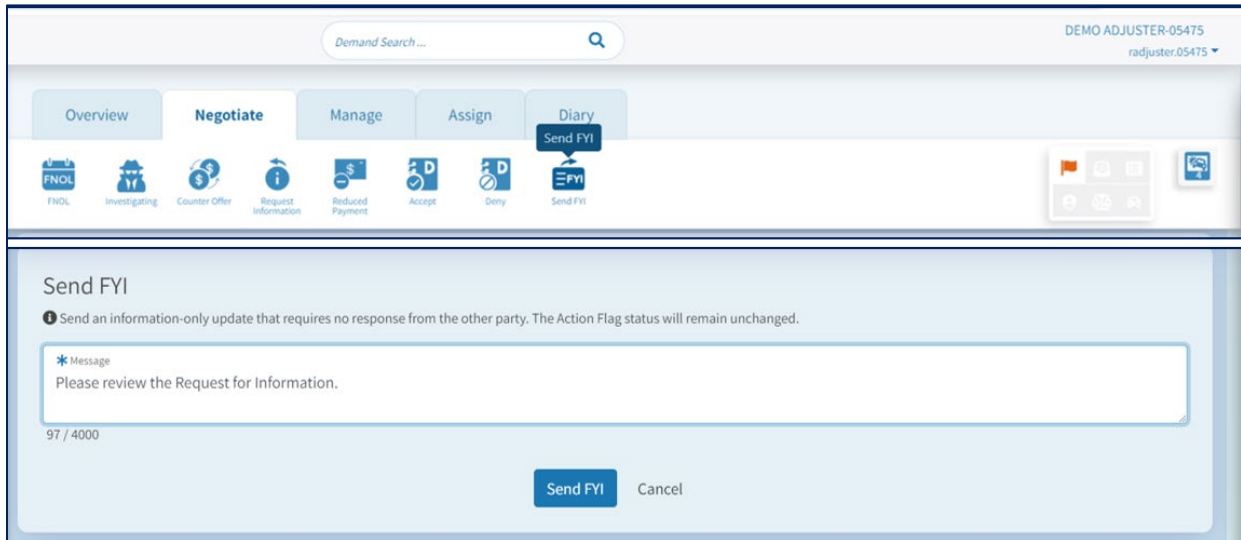 Demand Search ...
DEMO ADJUSTER-05475
radjuster.05475
Overview
Negotiate
Manage
Assign
Diary
Send FYI
FNOL
D
D
FYI
FNOL
Investigating
Counter Offer
Request
Information
Reduced
Payment
Accept
Deny
Send FYI
4
Send FYI
Send an information-only update that requires no response from the other party. The Action Flag status will remain unchanged.
Message
Please review the Request for Information.
97 / 4000
Send FYI
Cancel